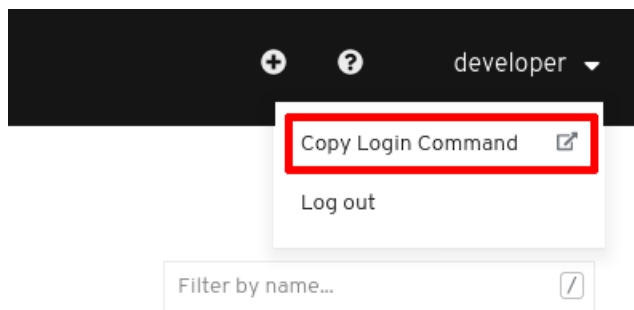 developer
Copy Login Command
Log out
Filter by name...
/